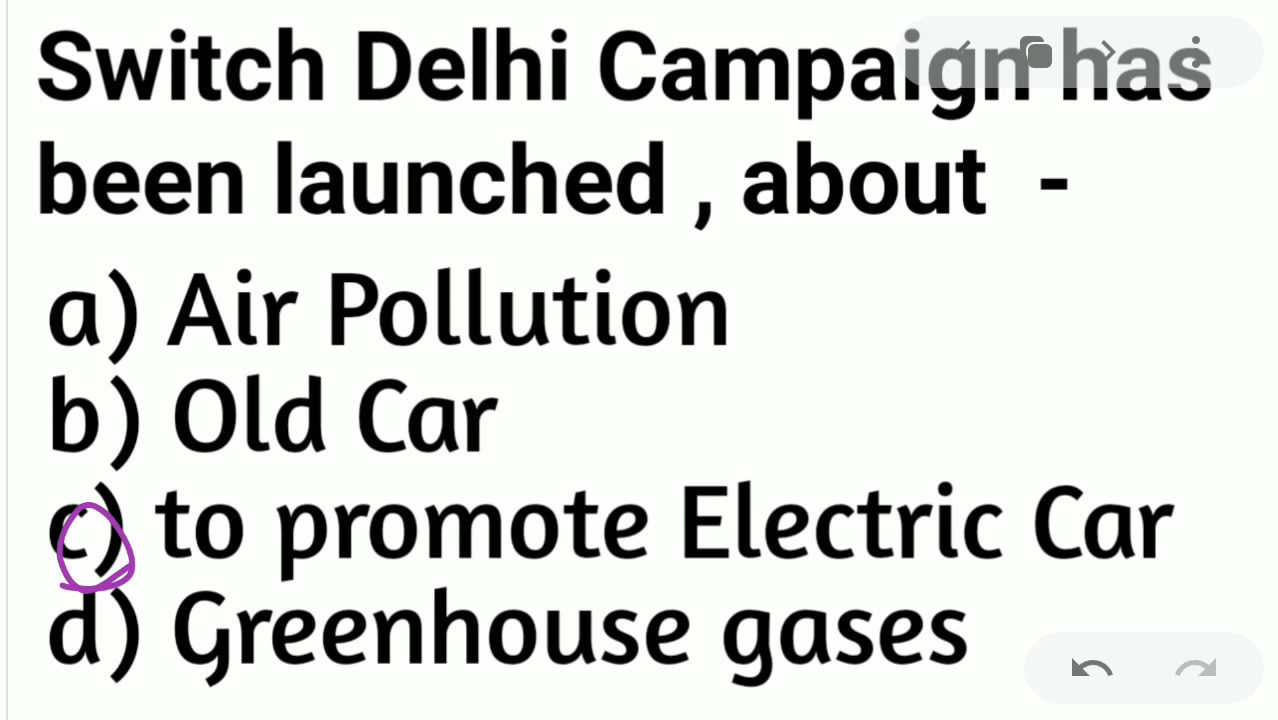 Switch Delhi Campaign has
been launched , about -
a) Air Pollution
b) Old Car
c) to promote Electric Car
d) Greenhouse gases